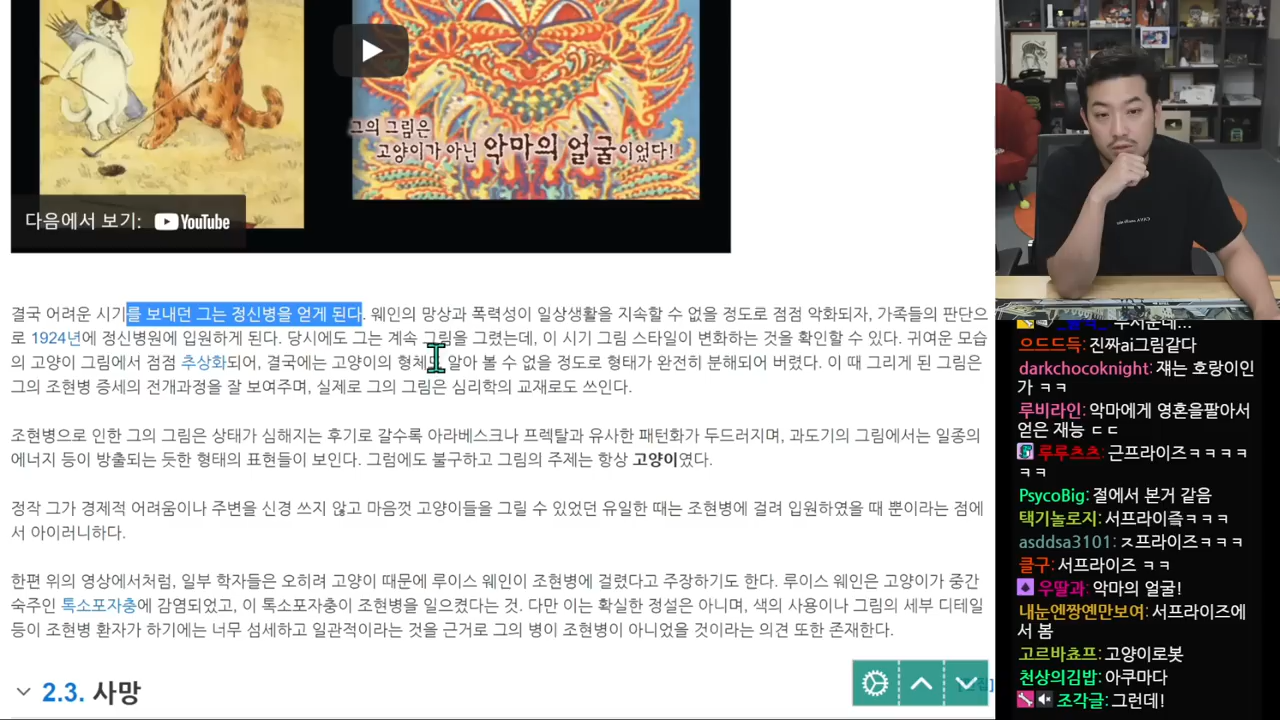 그의 그림은
고양이가 아닌 악마의 얼굴이었다!
다음에서 보기: YouTube
결국 어려운 시기를 보내던 그는 정신병을 얻게 된다. 웨인의 망상과 폭력성이 일상생활을 지속할 수 없을 정도로 점점 악화되자, 가족들의 판단으
로 1924년에 정신병원에 입원하게 된다. 당시에도 그는 계속 그림을 그렸는데, 이 시기 그림 스타일이 변화하는 것을 확인할 수 있다. 귀여운 모습
의 고양이 그림에서 점점 추상화되어, 결국에는 고양이의 형체도 알아 볼 수 없을 정도로 형태가 완전히 분해되어 버렸다. 이 때 그리게 된 그림은
그의 조현병 증세의 전개과정을 잘 보여주며, 실제로 그의 그림은 심리학의 교재로도 쓰인다.
조현병으로 인한 그의 그림은 상태가 심해지는 후기로 갈수록 아라베스크나 프렉탈과 유사한 패턴화가 두드러지며, 과도기의 그림에서는 일종의
에너지 등이 방출되는 듯한 형태의 표현들이 보인다. 그럼에도 불구하고 그림의 주제는 항상 고양이였다.
정작 그가 경제적 어려움이나 주변을 신경 쓰지 않고 마음껏 고양이들을 그릴 수 있었던 유일한 때는 조현병에 걸려 입원하였을 때 뿐이라는 점에
서 아이러니하다.
한편 위의 영상에서처럼, 일부 학자들은 오히려 고양이 때문에 루이스 웨인이 조현병에 걸렸다고 주장하기도 한다. 루이스 웨인은 고양이가 중간
숙주인 톡소포자충에 감염되었고, 이 톡소포자충이 조현병을 일으켰다는 것. 다만 이는 확실한 정설은 아니며, 색의 사용이나 그림의 세부 디테일
등이 조현병 환자가 하기에는 너무 섬세하고 일관적이라는 것을 근거로 그의 병이 조현병이 아니었을 것이라는 의견 또한 존재한다.
2.3. 사망
으드드득: 진짜ai그림같다
darkchocoknight: 쟤는 호랑이인
가 ㅋㅋ
루비라인: 악마에게 영혼을팔아서
얻은 재능 ㄷㄷ
루루츠츠: 근프라이즈ㅋㅋㅋㅋ
ㅋㅋ
PsycoBig: 절에서 본거 같음
택기놀로지: 서프라이즠ㅋㅋㅋ
asddsa3101: ㅈ프라이즈ㅋㅋㅋ
클구: 서프라이즈 ㅋㅋ
우딸과: 악마의 얼굴!
내눈엔짱옌만보여: 서프라이즈에
서 봄
고르바쵸프: 고양이로봇
천상의김밥: 아쿠마다
조각글: 그런데!